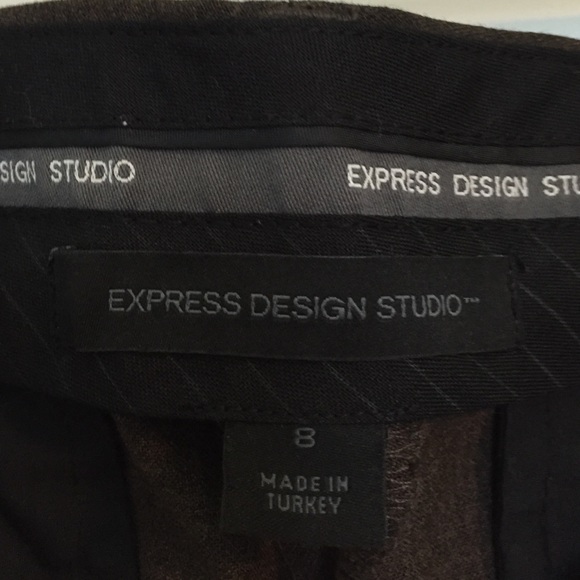 SIGN STUDIO EXPRESS DESIGN STU
EXPRESS DESIGN STUDIO™
8
MADE IN
TURKEY